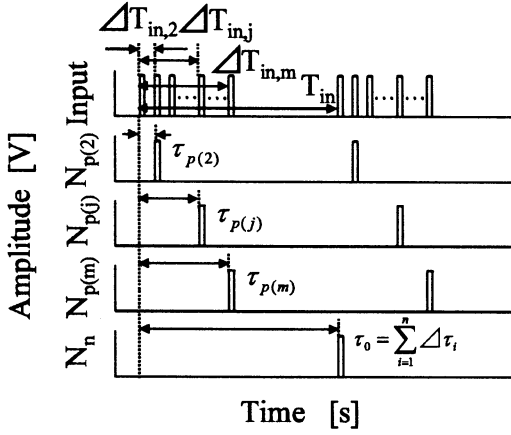 ⊿T_in,2 ⊿T_in,j
⊿T_in,m
T_in
Input
N_p(2)
τ_p(2)
N_p(j)
τ_p(j)
N_p(m)
τ_p(m)
N_n
τ_0 = \sum_{i=1}^{n} ⊿τ_i
Amplitude [V]
Time [s]